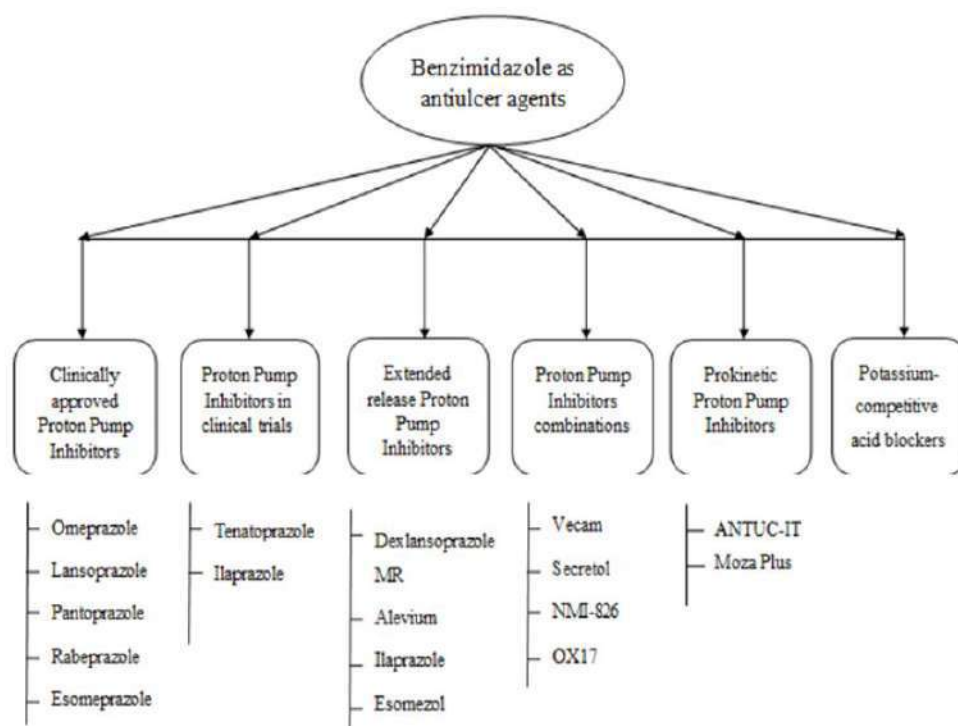 Benzimidazole as
antiulcer agents
Clinically
approved
Proton Pump
Inhibitors
Proton Pump
Inhibitors in
clinical trials
Extended
release Proton
Pump
Inhibitors
Proton Pump
Inhibitors
combinations
Prokinetic
Proton Pump
Inhibitors
Potassium-
competitive
acid blockers
Omeprazole
Lansoprazole
Pantoprazole
Rabeprazole
Esomeprazole
Tenatoprazole
Ilaprazole
Dexlansoprazole
MR
Alevium
Ilaprazole
Esomezol
Vecam
Secretol
NMI-826
OX17
ANTUC-IT
Moza Plus